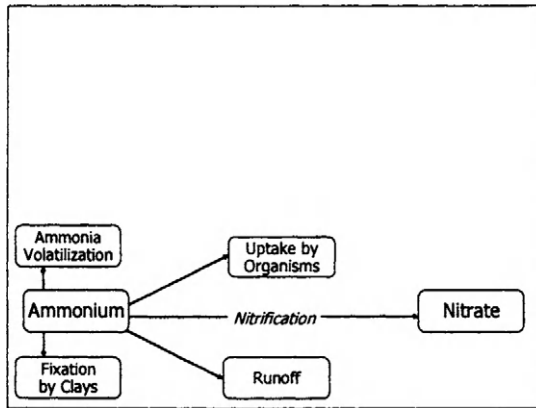 Ammonia
Volatilization
Uptake by
Organisms
Ammonium
Nitrification
Nitrate
Fixation
by Clays
Runoff